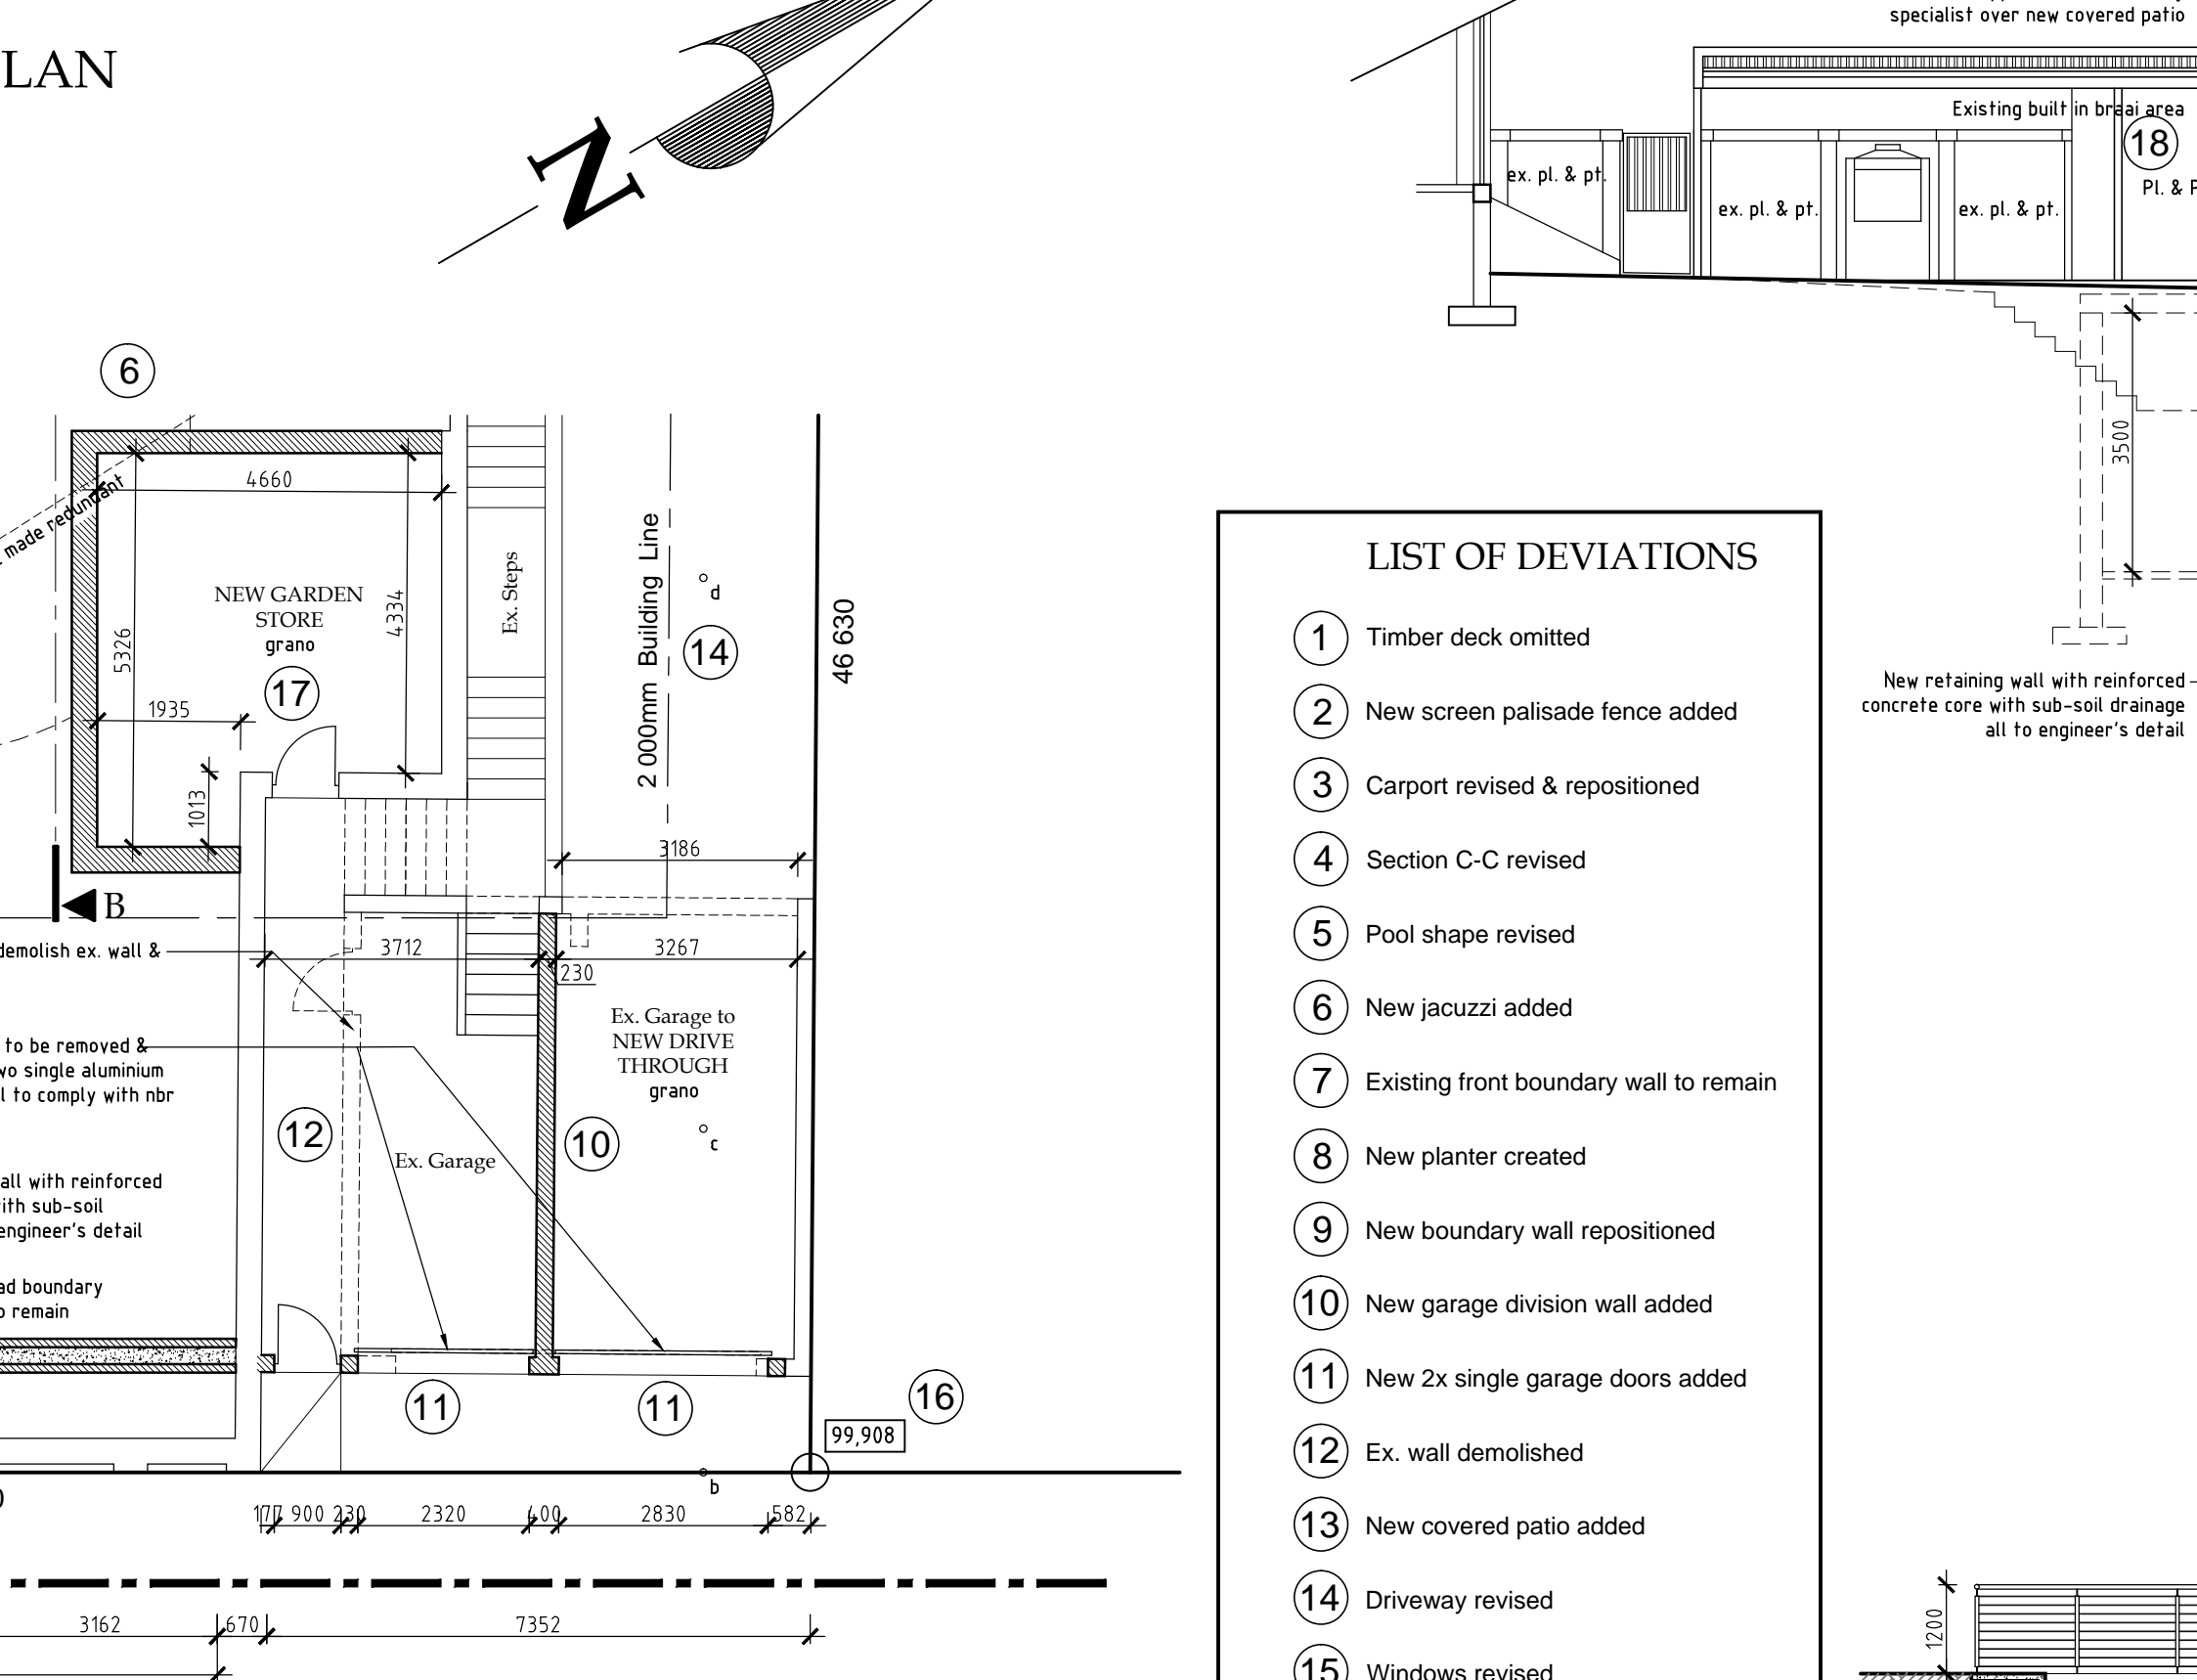 LAN
N
specialist over new covered patio
Existing built in braai area
18
ex. pl. & pt.
Pl. & P
ex. pl. & pt.
ex. pl. & pt.
3500
New retaining wall with reinforced
concrete core with sub-soil drainage
all to engineer's detail
1200
6
made redundant
4660
NEW GARDEN
STORE
grano
17
5326
4334
1935
1013
Ex. Steps
2 000mm Building Line
d
14
46 630
3186
B
demolish ex. wall &
3712
230
3267
Ex. Garage to
NEW DRIVE
THROUGH
grano
to be removed &
wo single aluminium
l to comply with nbr
12
10
c
Ex. Garage
all with reinforced
ith sub-soil
engineer's detail
ad boundary
o remain
11
11
16
99,908
b
177 900 230 2320 400 2830 582
3162 670 7352
LIST OF DEVIATIONS
1 Timber deck omitted
2 New screen palisade fence added
3 Carport revised & repositioned
4 Section C-C revised
5 Pool shape revised
6 New jacuzzi added
7 Existing front boundary wall to remain
8 New planter created
9 New boundary wall repositioned
10 New garage division wall added
11 New 2x single garage doors added
12 Ex. wall demolished
13 New covered patio added
14 Driveway revised
15 Windows revised